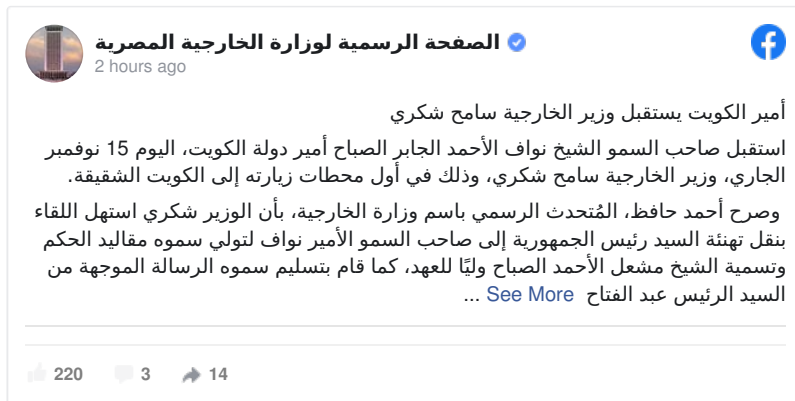 الصفحة الرسمية لوزارة الخارجية المصرية
2 hours ago
أمير الكويت يستقبل وزير الخارجية سامح شكري
استقبل صاحب السمو الشيخ نواف الأحمد الجابر الصباح أمير دولة الكويت، اليوم 15 نوفمبر
الجاري، وزير الخارجية سامح شكري، وذلك في أول محطات زيارته إلى الكويت الشقيقة.
وصرح أحمد حافظ، المُتحدث الرسمي باسم وزارة الخارجية، بأن الوزير شكري استهل اللقاء
بنقل تهنئة السيد رئيس الجمهورية إلى صاحب السمو الأمير نواف لتولي سموه مقاليد الحكم
وتسمية الشيخ مشعل الأحمد الصباح وليًا للعهد، كما قام بتسليم سموه الرسالة الموجهة من
السيد الرئيس عبد الفتاح See More ...
220 3 14